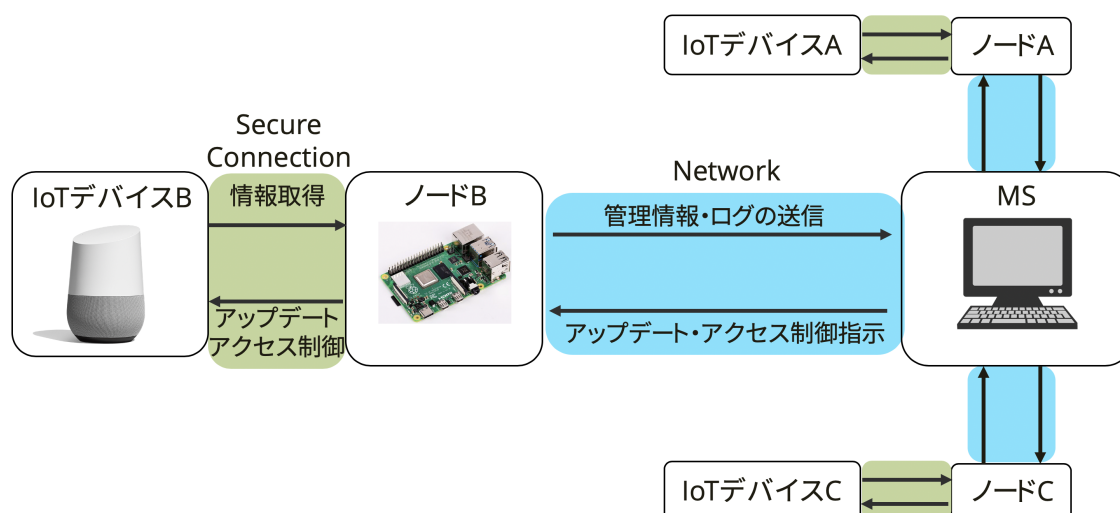 IoTデバイスA
ノードA
Secure
Connection
Network
IoTデバイスB
情報取得
ノードB
管理情報・ログの送信
MS
アップデート
アクセス制御
アップデート・アクセス制御指示
IoTデバイスC
ノードC